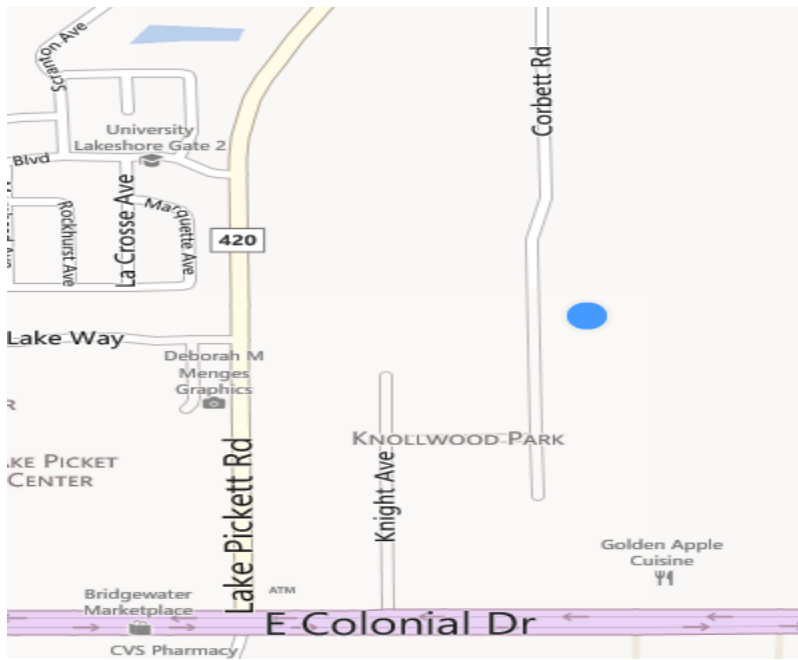 Scranton Ave
Corbett Rd
University
Lakeshore Gate 2
Blvd
La Crosse Ave
Marquette Ave
Rockhurst Ave
420
Lake Way
Deborah M
Menges
Graphics
KNOLLWOOD PARK
KE PICKET
CENTER
Lake Pickett Rd
Knight Ave
Golden Apple
Cuisine
ATM
Bridgewater
Marketplace
E Colonial Dr
CVS Pharmacy